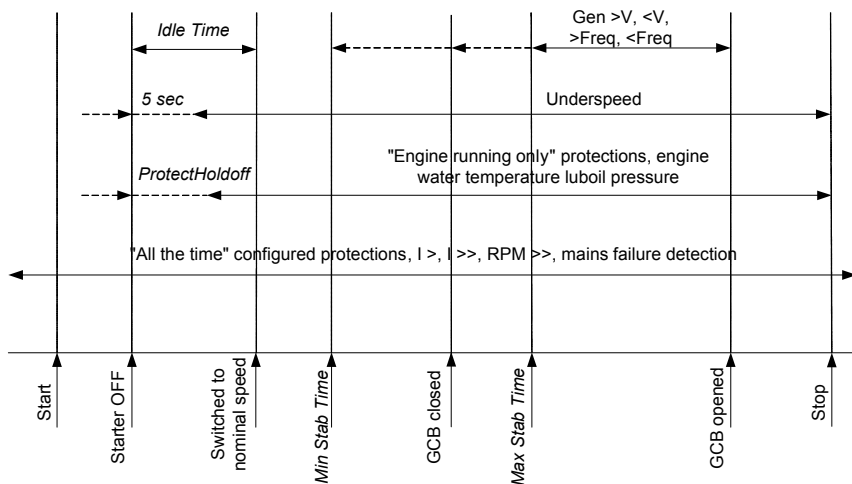 Idle Time
Gen >V, <V,
>Freq, <Freq
5 sec
Underspeed
ProtectHoldoff
"Engine running only" protections, engine
water temperature luboil pressure
"All the time" configured protections, I >, I >>, RPM >>, mains failure detection
Start
Starter OFF
Switched to
nominal speed
Min Stab Time
GCB closed
Max Stab Time
GCB opened
Stop